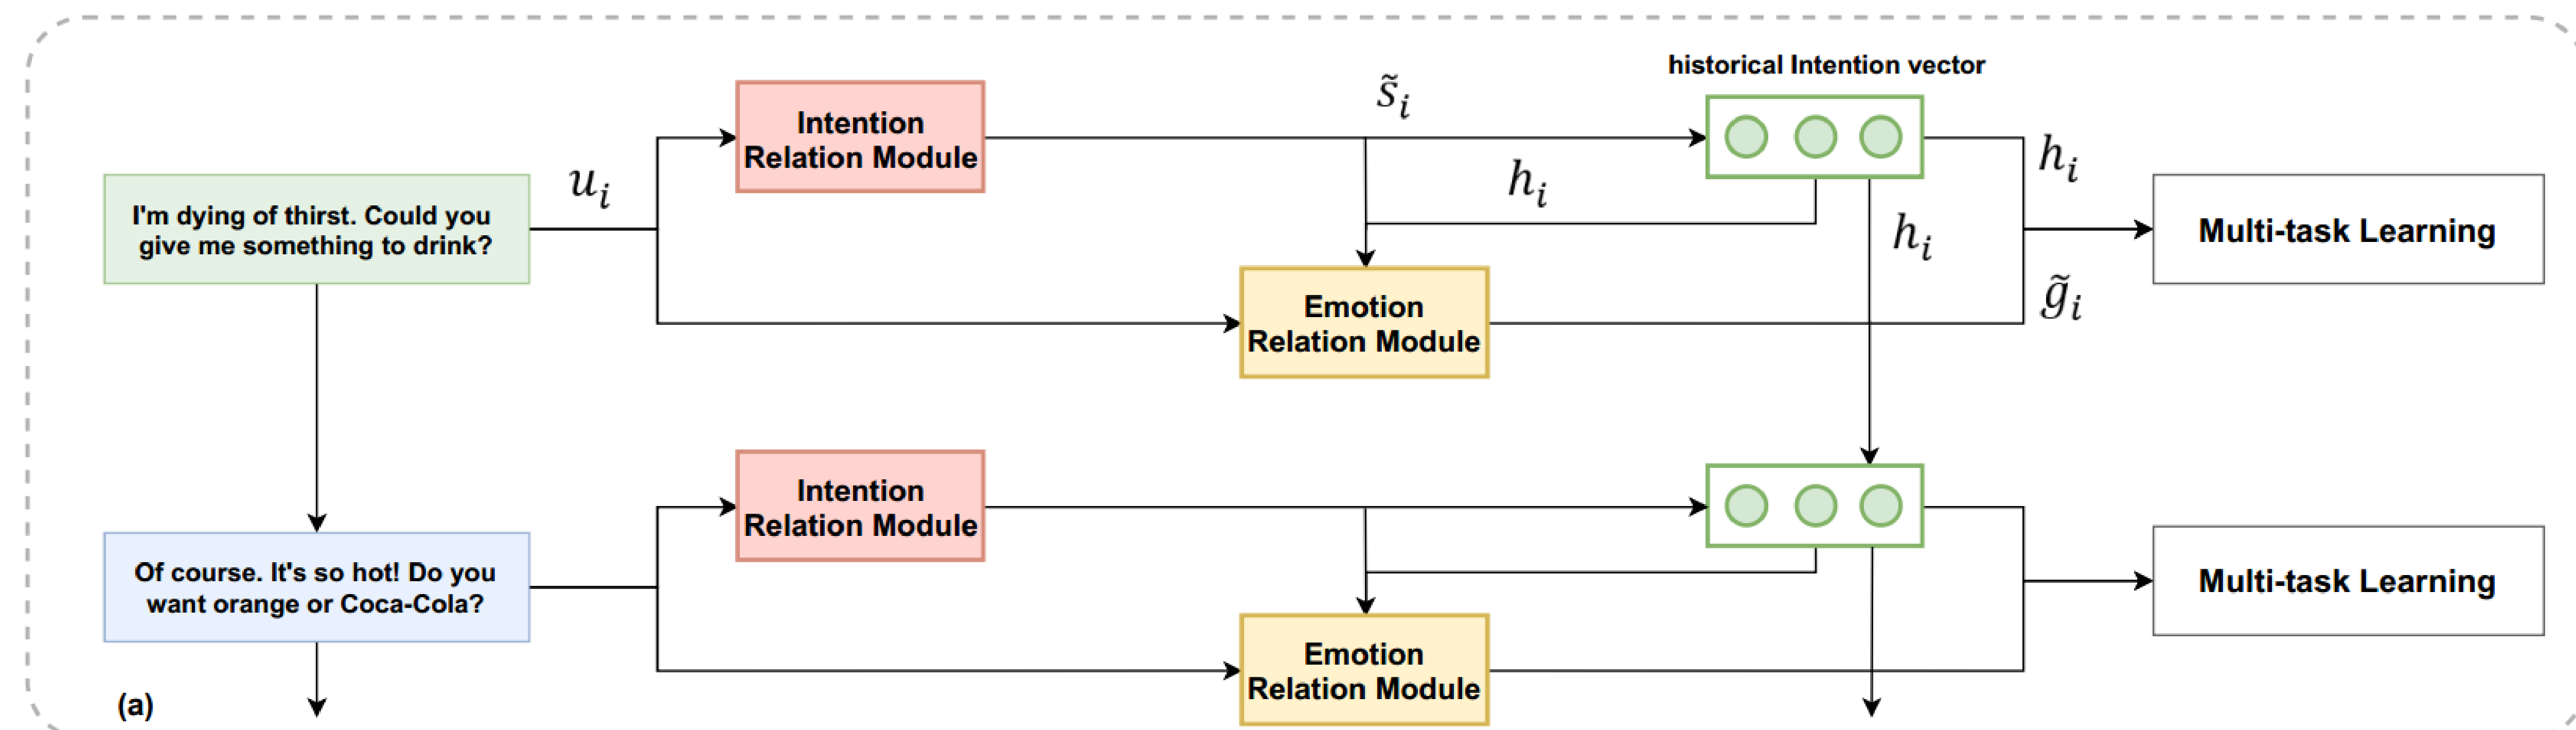 historical Intention vector
Intention
Relation Module
s̃ᵢ
hᵢ
hᵢ
uᵢ
I'm dying of thirst. Could you
give me something to drink?
hᵢ
Multi-task Learning
g̃ᵢ
Emotion
Relation Module
Intention
Relation Module
Of course. It's so hot! Do you
want orange or Coca-Cola?
Multi-task Learning
Emotion
Relation Module
(a)